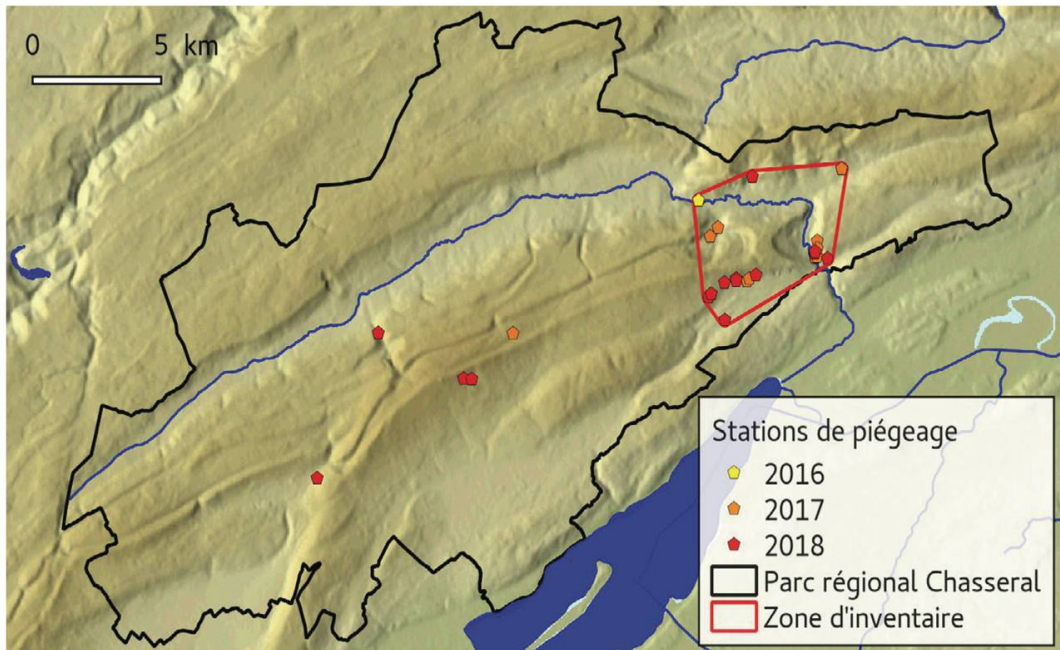 0 5 km
Stations de piégeage
2016
2017
2018
Parc régional Chasseral
Zone d'inventaire